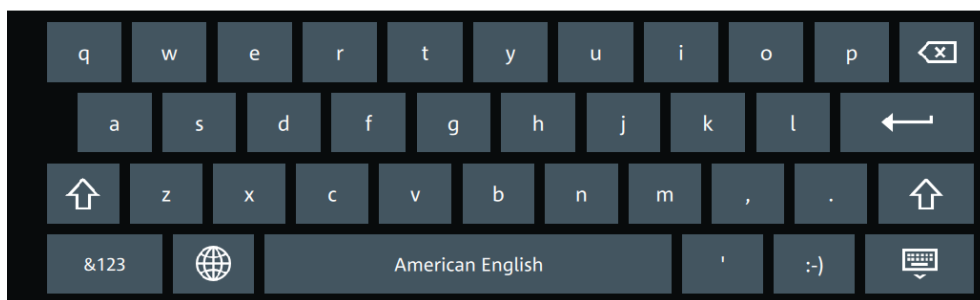 q w e r t y u i o p
a s d f g h j k l
z x c v b n m , .
&123 American English ' :-)